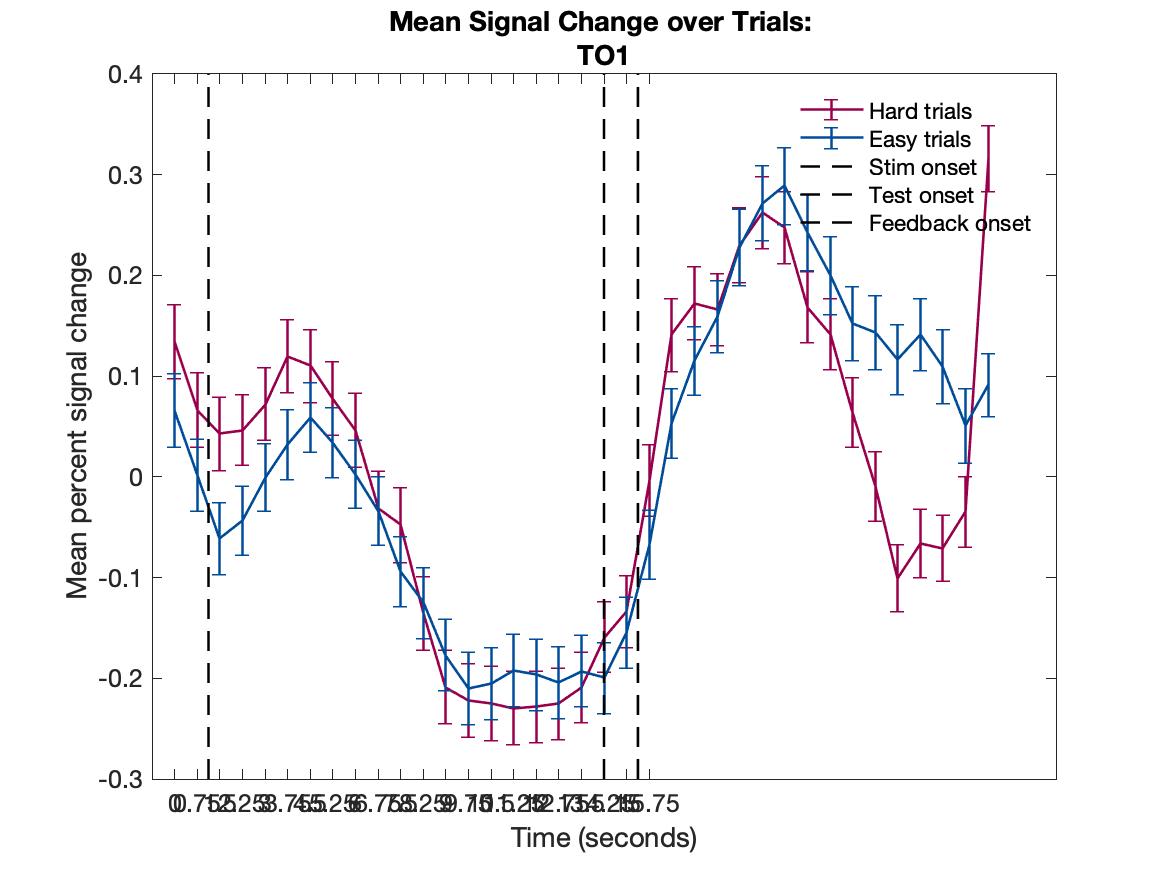 Mean Signal Change over Trials:
TO1
0.4
0.3
0.2
0.1
0
-0.1
-0.2
-0.3
Mean percent signal change
Hard trials
Easy trials
Stim onset
Test onset
Feedback onset
15.75
Time (seconds)